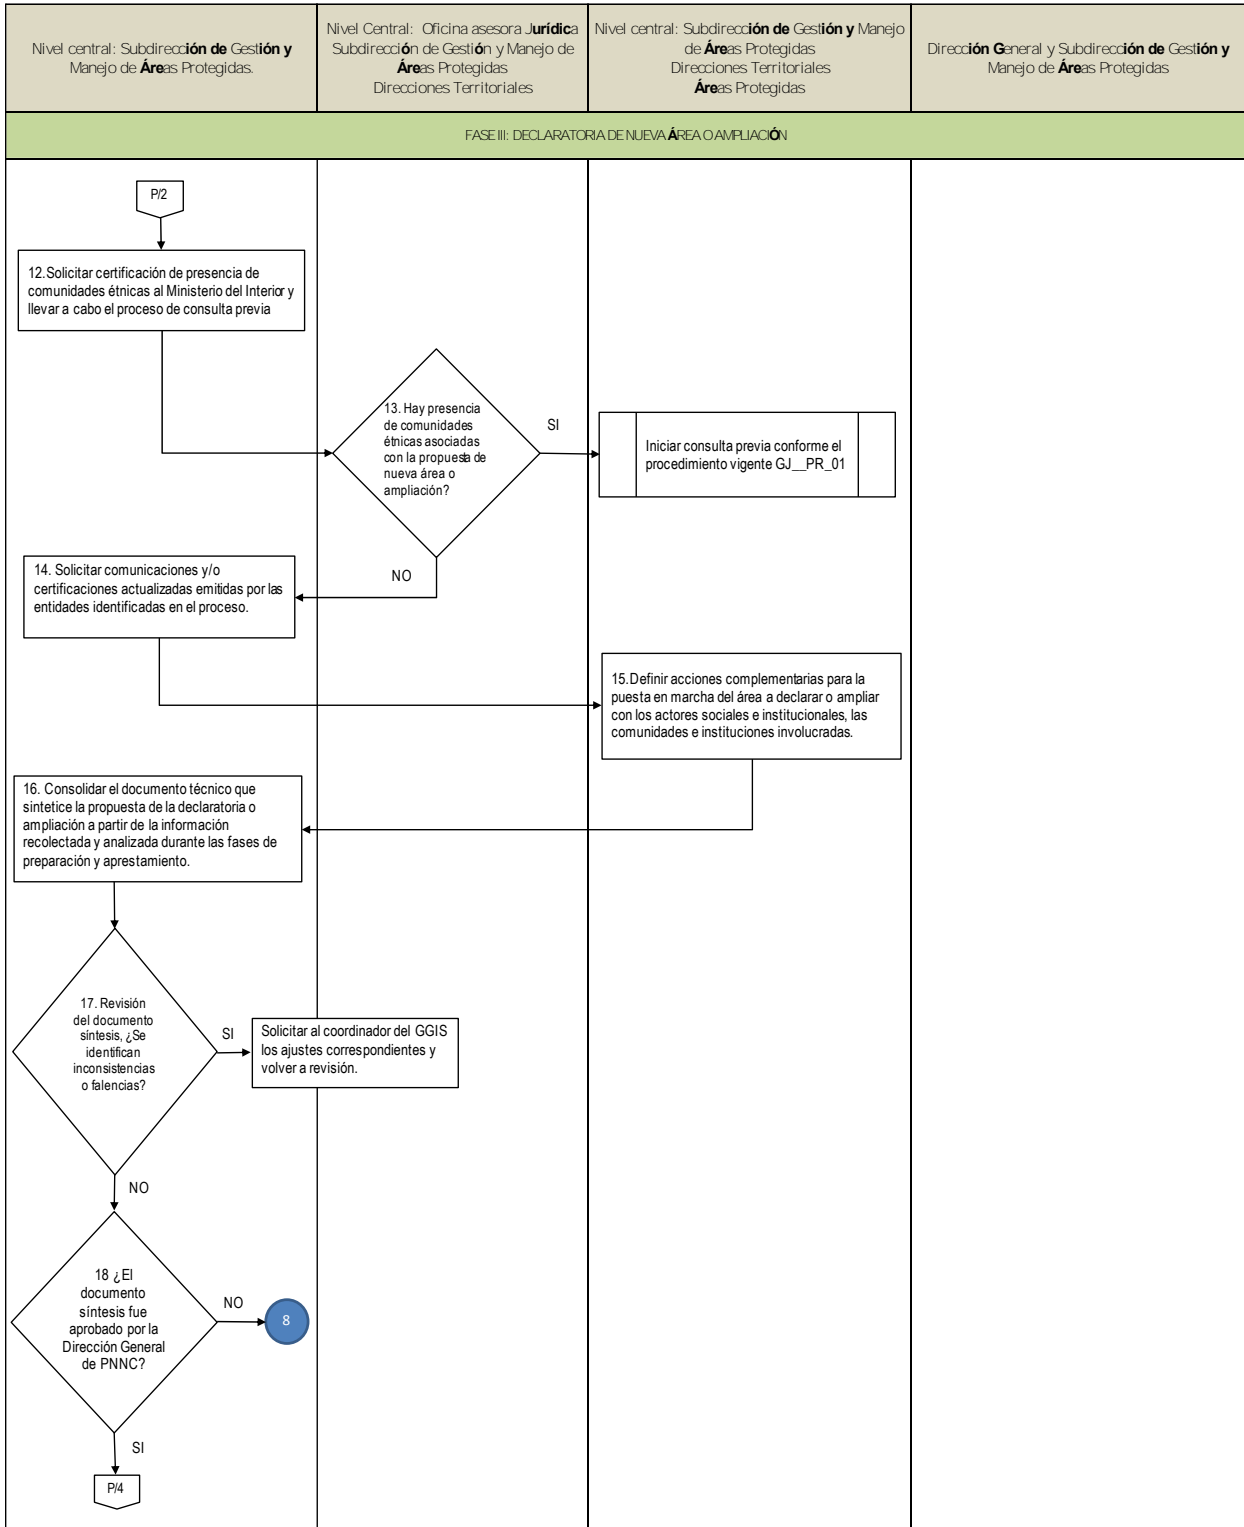 Nivel central: Subdirección de Gestión y
Manejo de Áreas Protegidas.
Nivel Central: Oficina asesora Jurídica
Subdirección de Gestión y Manejo de
Áreas Protegidas
Direcciones Territoriales
Nivel central: Subdirección de Gestión y Manejo
de Áreas Protegidas
Direcciones Territoriales
Áreas Protegidas
Dirección General y Subdirección de Gestión y
Manejo de Áreas Protegidas
FASE III: DECLARATORIA DE NUEVA ÁREA O AMPLIACIÓN
P/2
12.Solicitar certificación de presencia de
comunidades étnicas al Ministerio del Interior y
llevar a cabo el proceso de consulta previa
13. Hay presencia
de comunidades
étnicas asociadas
con la propuesta de
nueva área o
ampliación?
SI
Iniciar consulta previa conforme el
procedimiento vigente GJ__PR_01
NO
14. Solicitar comunicaciones y/o
certificaciones actualizadas emitidas por las
entidades identificadas en el proceso.
15.Definir acciones complementarias para la
puesta en marcha del área a declarar o ampliar
con los actores sociales e institucionales, las
comunidades e instituciones involucradas.
16. Consolidar el documento técnico que
sintetice la propuesta de la declaratoria o
ampliación a partir de la información
recolectada y analizada durante las fases de
preparación y aprestamiento.
17. Revisión
del documento
síntesis, ¿Se
identifican
inconsistencias
o falencias?
SI
Solicitar al coordinador del GGIS
los ajustes correspondientes y
volver a revisión.
NO
18 ¿El
documento
síntesis fue
aprobado por la
Dirección General
de PNNC?
NO
8
SI
P/4